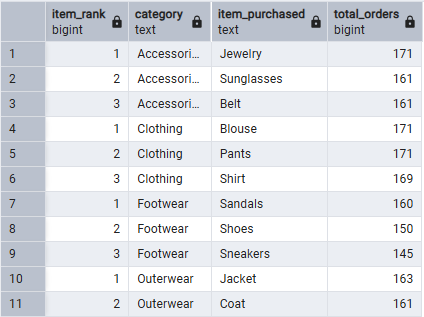 item_rank category item_purchased total_orders
bigint text text bigint
1 1 Accessori... Jewelry 171
2 2 Accessori... Sunglasses 161
3 3 Accessori... Belt 161
4 1 Clothing Blouse 171
5 2 Clothing Pants 171
6 3 Clothing Shirt 169
7 1 Footwear Sandals 160
8 2 Footwear Shoes 150
9 3 Footwear Sneakers 145
10 1 Outerwear Jacket 163
11 2 Outerwear Coat 161